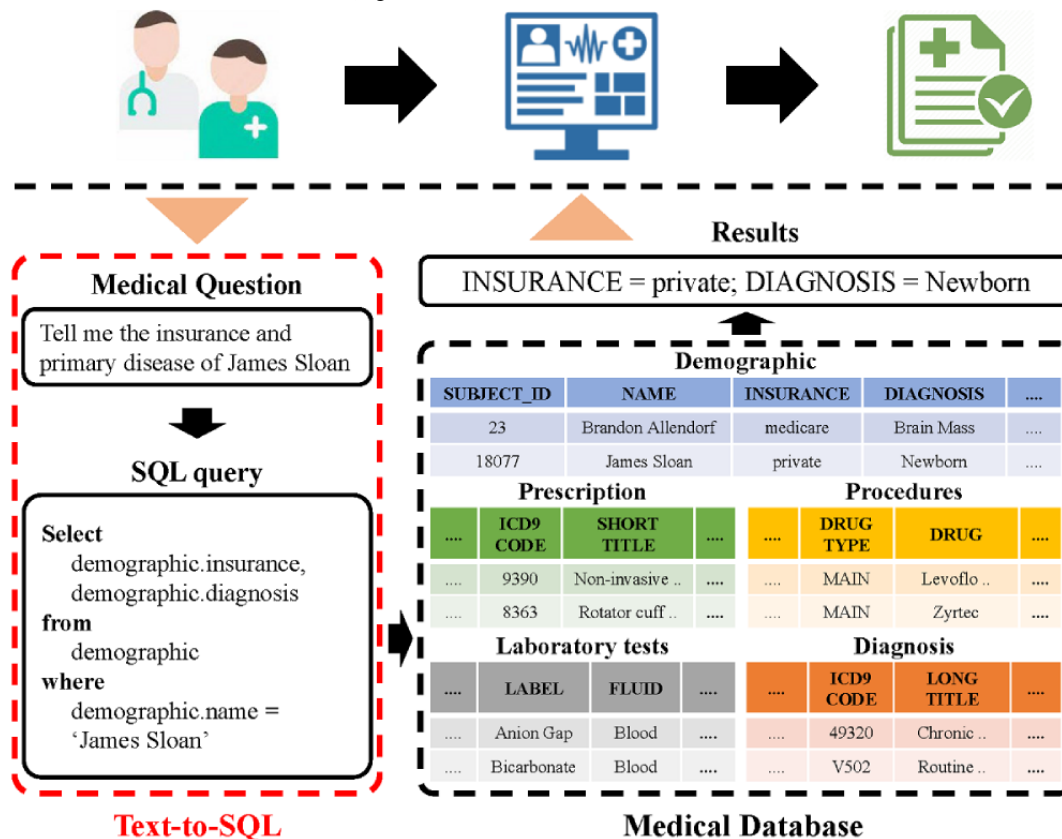 Results
INSURANCE = private; DIAGNOSIS = Newborn
Medical Question
Tell me the insurance and
primary disease of James Sloan
SQL query
Select
demographic.insurance,
demographic.diagnosis
from
demographic
where
demographic.name =
‘James Sloan’
Text-to-SQL
Demographic
SUBJECT_ID NAME INSURANCE DIAGNOSIS ....
23 Brandon Allendorf medicare Brain Mass ....
18077 James Sloan private Newborn ....
Prescription
.... ICD9 CODE SHORT TITLE ....
.... 9390 Non-invasive .. ....
.... 8363 Rotator cuff .. ....
Procedures
.... DRUG TYPE DRUG ....
.... MAIN Levoflo .. ....
.... MAIN Zyrtec ....
Laboratory tests
.... LABEL FLUID ....
.... Anion Gap Blood ....
.... Bicarbonate Blood ....
Diagnosis
.... ICD9 CODE LONG TITLE ....
.... 49320 Chronic .. ....
.... V502 Routine .. ....
Medical Database